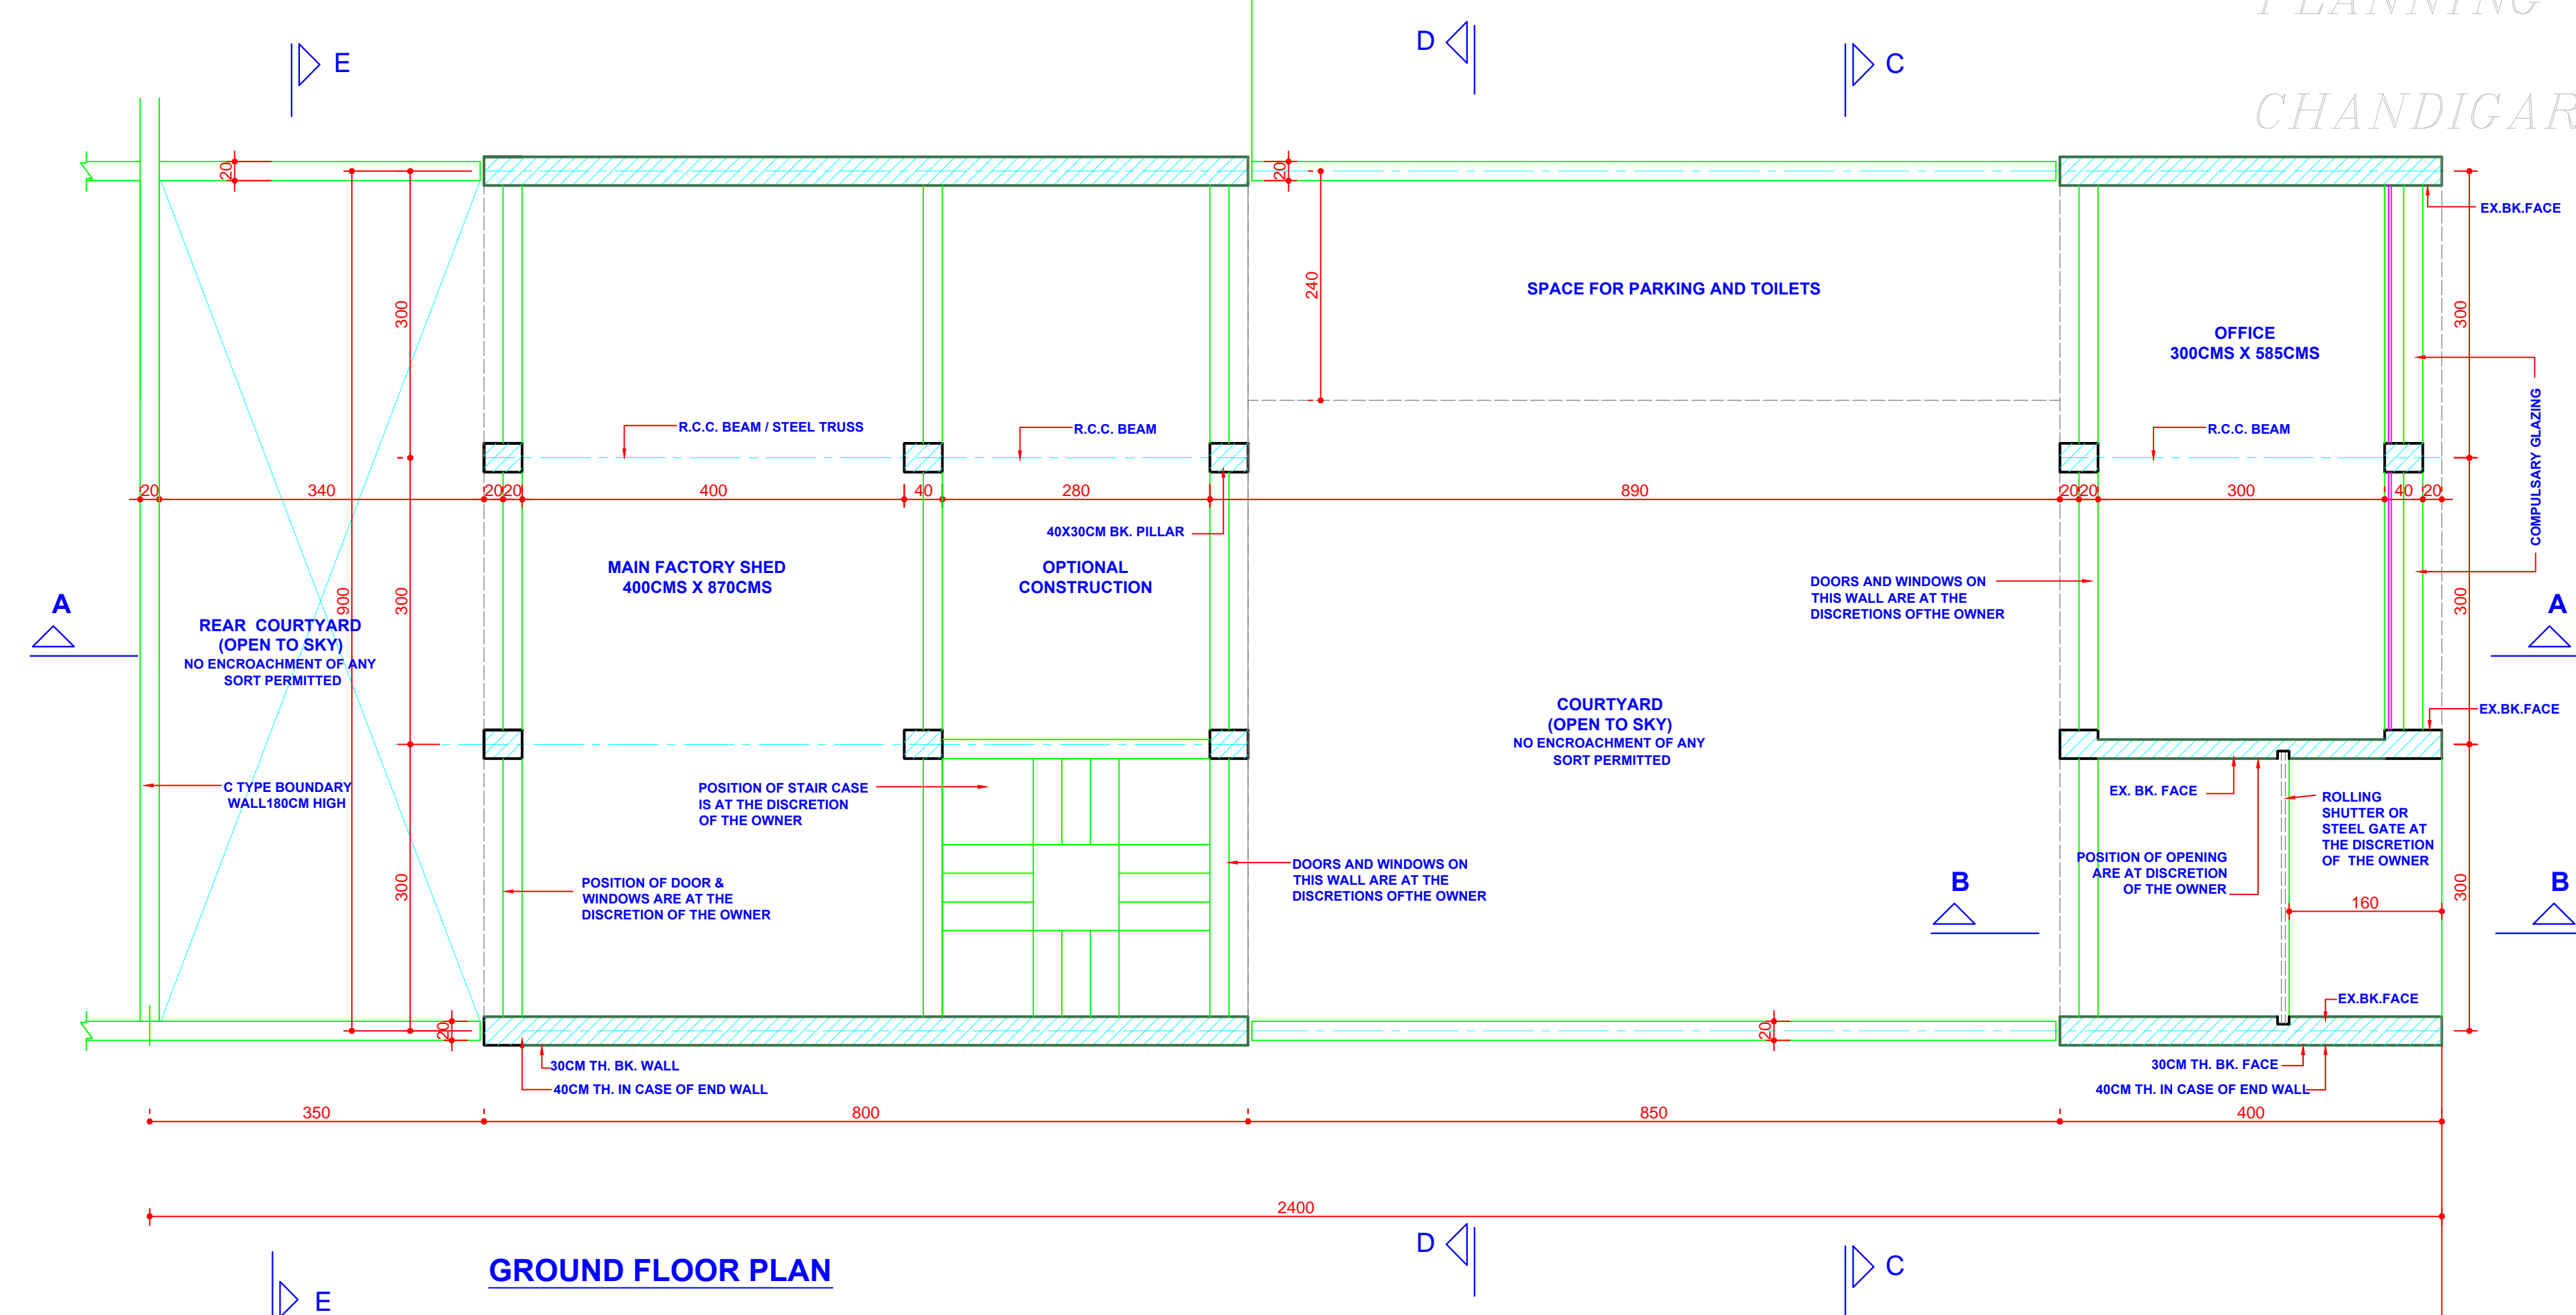 PLANNING
CHANDIGAR
E
D
C
20
20
EX.BK.FACE
300
240
SPACE FOR PARKING AND TOILETS
OFFICE
300CMS X 585CMS
300
R.C.C. BEAM / STEEL TRUSS
R.C.C. BEAM
R.C.C. BEAM
COMPULSARY GLAZING
20
340
20
20
400
40
280
890
20
20
300
40
20
40X30CM BK. PILLAR
MAIN FACTORY SHED
400CMS X 870CMS
OPTIONAL
CONSTRUCTION
DOORS AND WINDOWS ON
THIS WALL ARE AT THE
DISCRETIONS OFTHE OWNER
900
300
300
A
A
REAR COURTYARD
(OPEN TO SKY)
NO ENCROACHMENT OF ANY
SORT PERMITTED
COURTYARD
(OPEN TO SKY)
NO ENCROACHMENT OF ANY
SORT PERMITTED
EX.BK.FACE
C TYPE BOUNDARY
WALL180CM HIGH
POSITION OF STAIR CASE
IS AT THE DISCRETION
OF THE OWNER
EX. BK. FACE
ROLLING
SHUTTER OR
STEEL GATE AT
THE DISCRETION
OF THE OWNER
POSITION OF DOOR &
WINDOWS ARE AT THE
DISCRETION OF THE OWNER
DOORS AND WINDOWS ON
THIS WALL ARE AT THE
DISCRETIONS OFTHE OWNER
POSITION OF OPENING
ARE AT DISCRETION
OF THE OWNER
300
300
B
B
160
EX.BK.FACE
20
20
30CM TH. BK. WALL
40CM TH. IN CASE OF END WALL
30CM TH. BK. FACE
40CM TH. IN CASE OF END WALL
350
800
850
400
2400
D
C
GROUND FLOOR PLAN
E